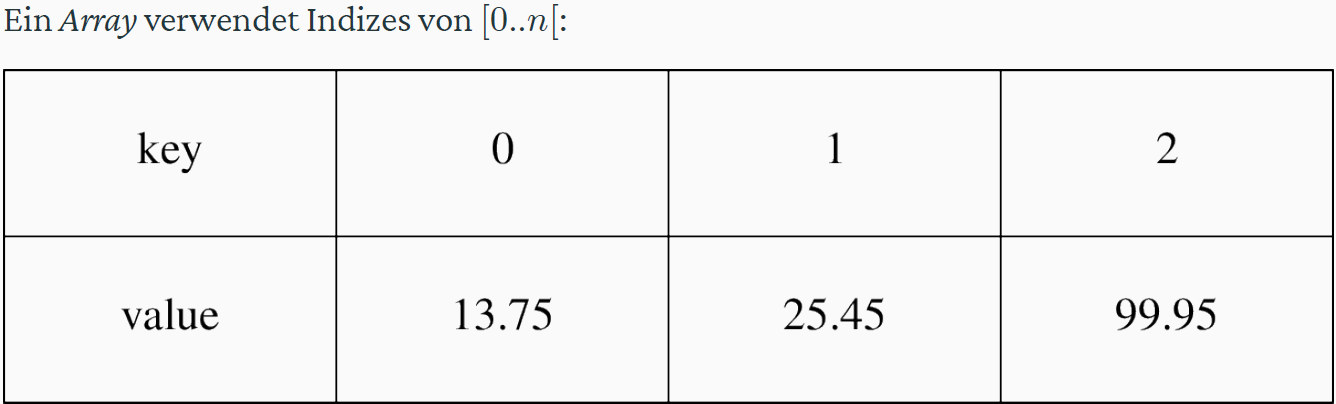 Ein Array verwendet Indizes von [0..n[:
key 0 1 2
value 13.75 25.45 99.95